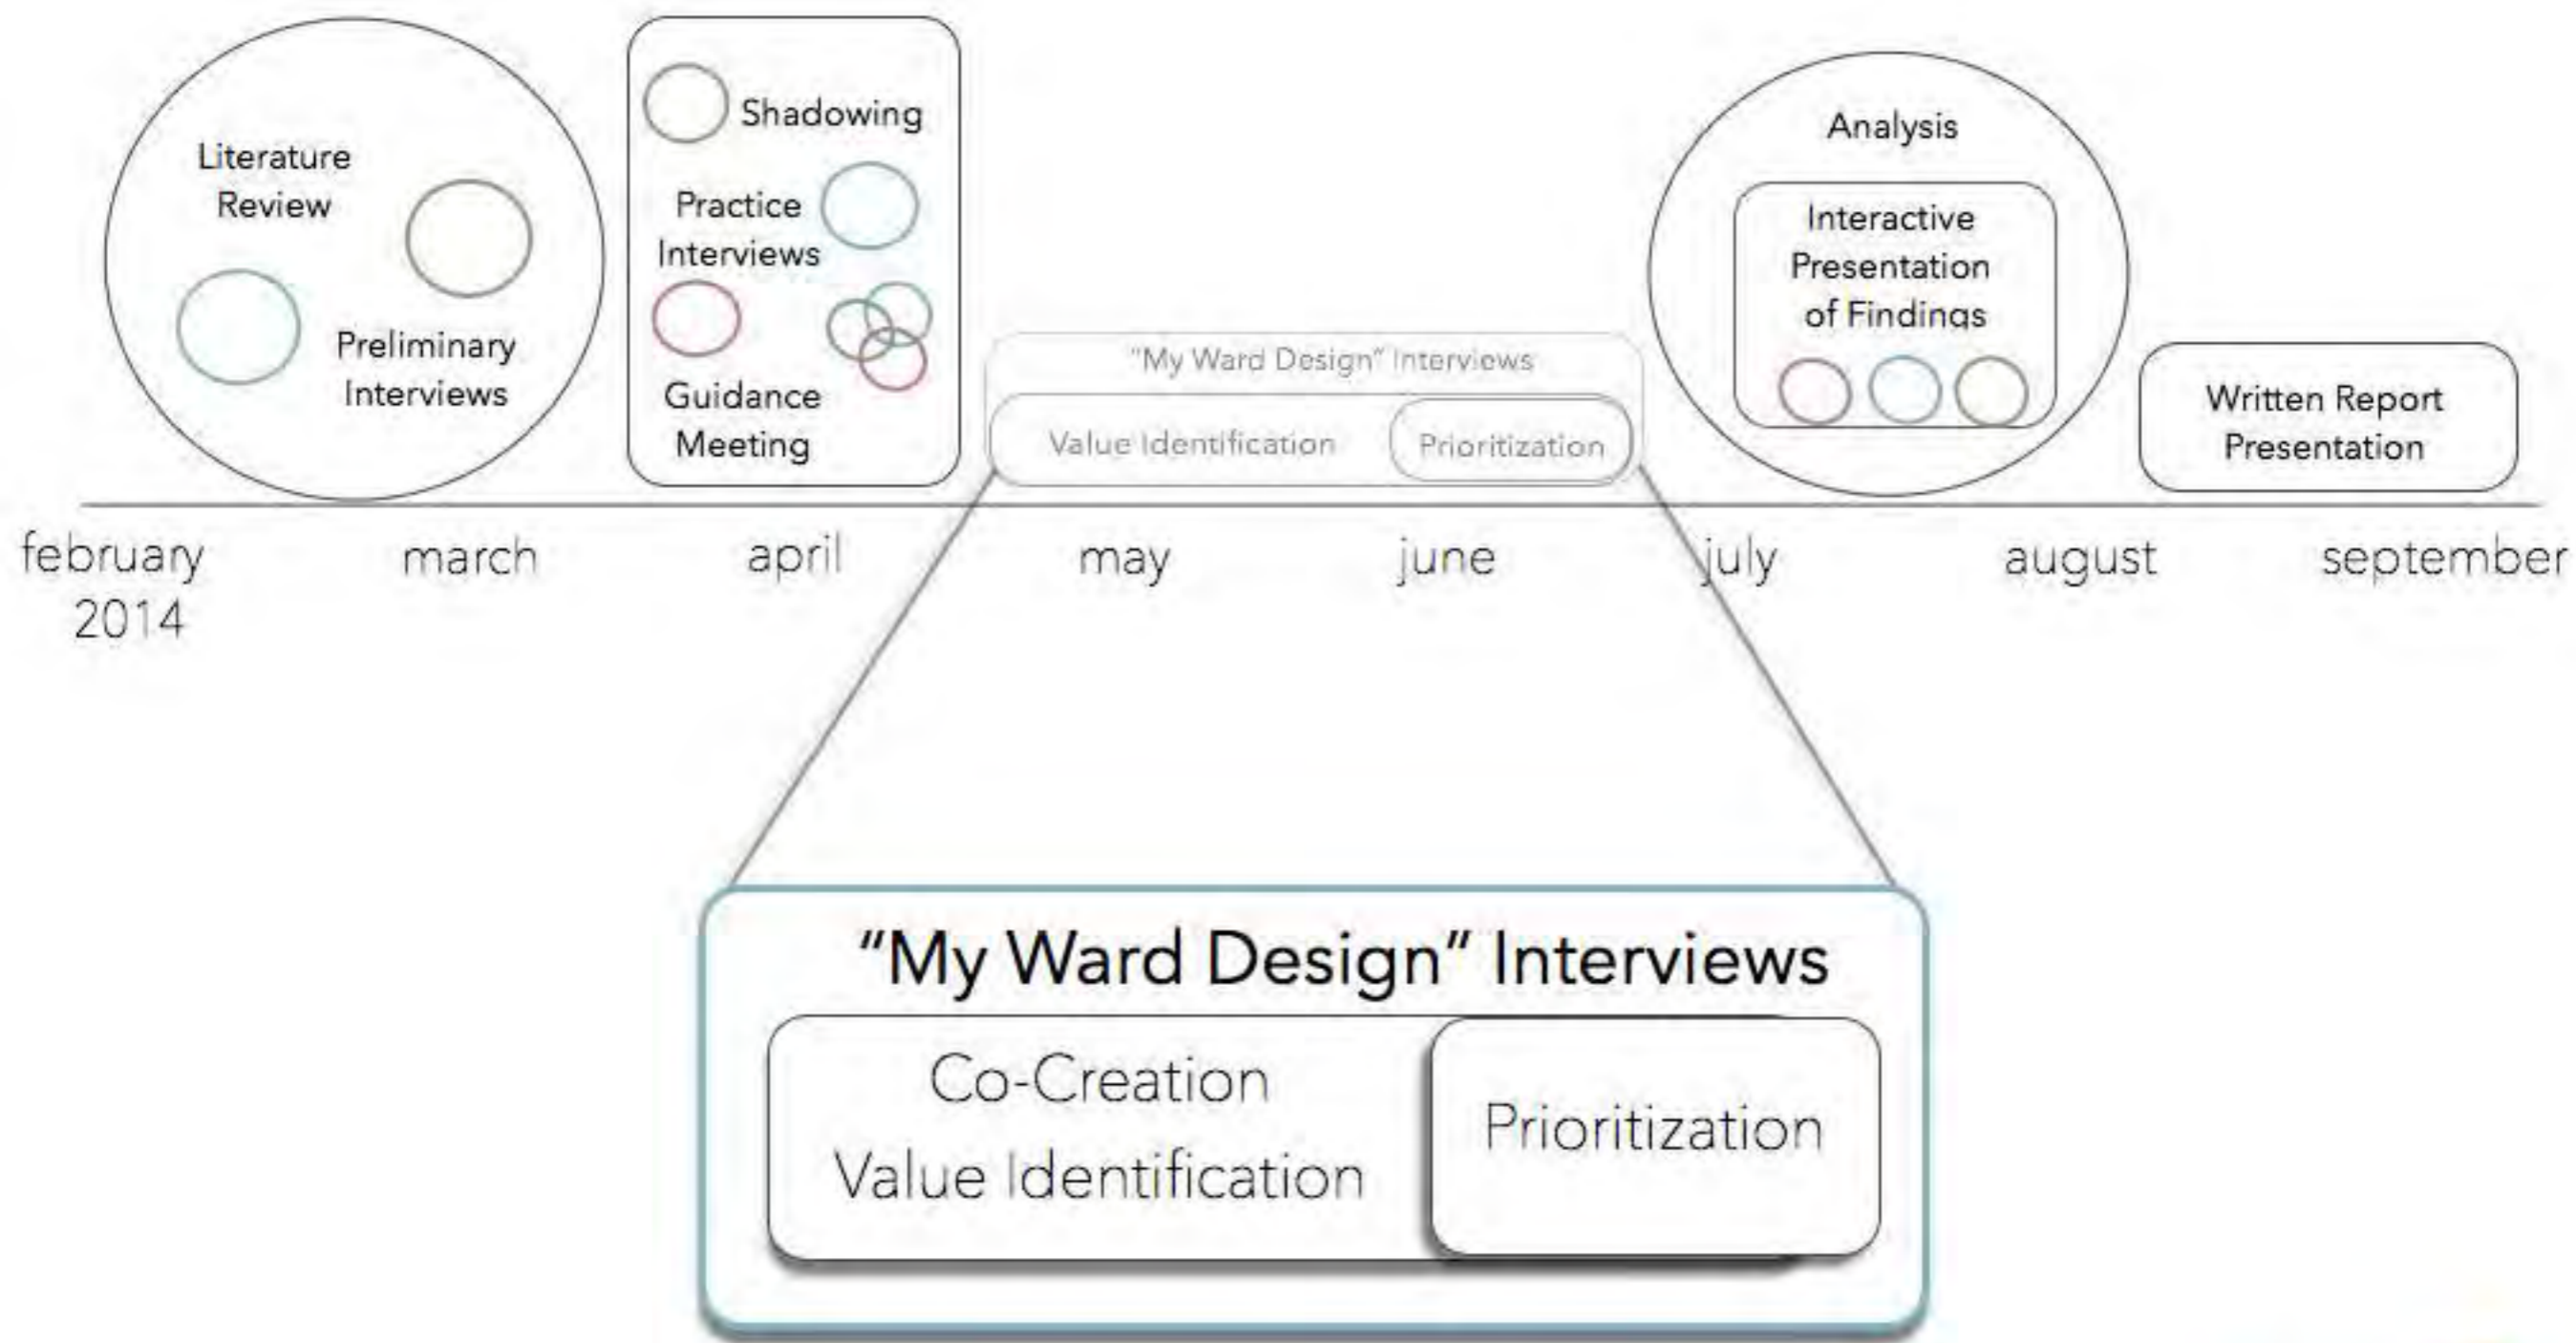 Literature
Review
Preliminary
Interviews
Shadowing
Practice
Interviews
Guidance
Meeting
"My Ward Design" Interviews
Value Identification
Prioritization
Analysis
Interactive
Presentation
of Findings
Written Report
Presentation
february
2014
march
april
may
june
july
august
september
"My Ward Design" Interviews
Co-Creation
Value Identification
Prioritization